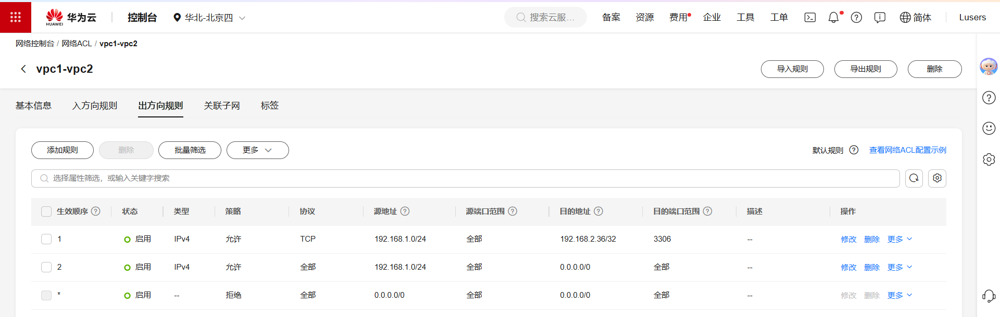 HUAWEI 华为云 控制台 华北-北京四 搜索云服... 备案 资源 费用 企业 工具 工单 简体 Lusers
网络控制台 / 网络ACL / vpc1-vpc2
vpc1-vpc2 导入规则 导出规则 删除
基本信息 入方向规则 出方向规则 关联子网 标签
添加规则 删除 批量筛选 更多 默认规则 查看网络ACL配置示例
选择属性筛选，或输入关键字搜索
生效顺序 状态 类型 策略 协议 源地址 源端口范围 目的地址 目的端口范围 描述 操作
1 启用 IPv4 允许 TCP 192.168.1.0/24 全部 192.168.2.36/32 3306 -- 修改 删除 更多
2 启用 IPv4 允许 全部 192.168.1.0/24 全部 0.0.0.0/0 全部 -- 修改 删除 更多
* 启用 -- 拒绝 全部 0.0.0.0/0 全部 0.0.0.0/0 全部 -- 修改 删除 更多